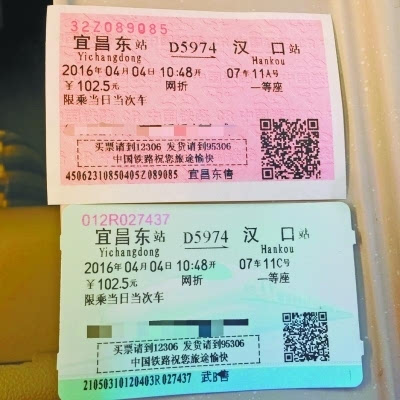 32Z089085
宜昌东站 D5974 汉口站
Yichangdong Hankou
2016年04月04日 10:48开 07车11A号
￥102.5元 网折 一等座
限乘当日当次车
买票请到12306 发货请到95306
中国铁路祝您旅途愉快
45062310850405Z089085 宜昌东售
012R027437
宜昌东站 D5974 汉口站
Yichangdong Hankou
2016年04月04日 10:48开 07车11C号
￥102.5元 网折 一等座
限乘当日当次车
买票请到12306 发货请到95306
中国铁路祝您旅途愉快
21050310120403R027437 武B售